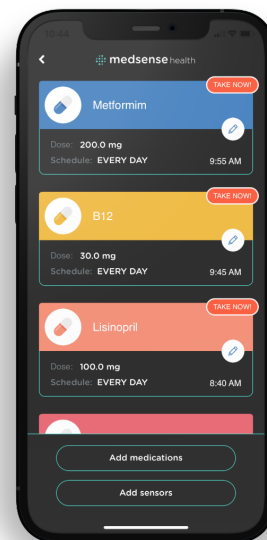 10:44
medsense health
TAKE NOW!
Metformim
Dose: 200.0 mg
Schedule: EVERY DAY 9:55 AM
TAKE NOW!
B12
Dose: 30.0 mg
Schedule: EVERY DAY 9:45 AM
TAKE NOW!
Lisinopril
Dose: 100.0 mg
Schedule: EVERY DAY 8:40 AM
Add medications
Add sensors